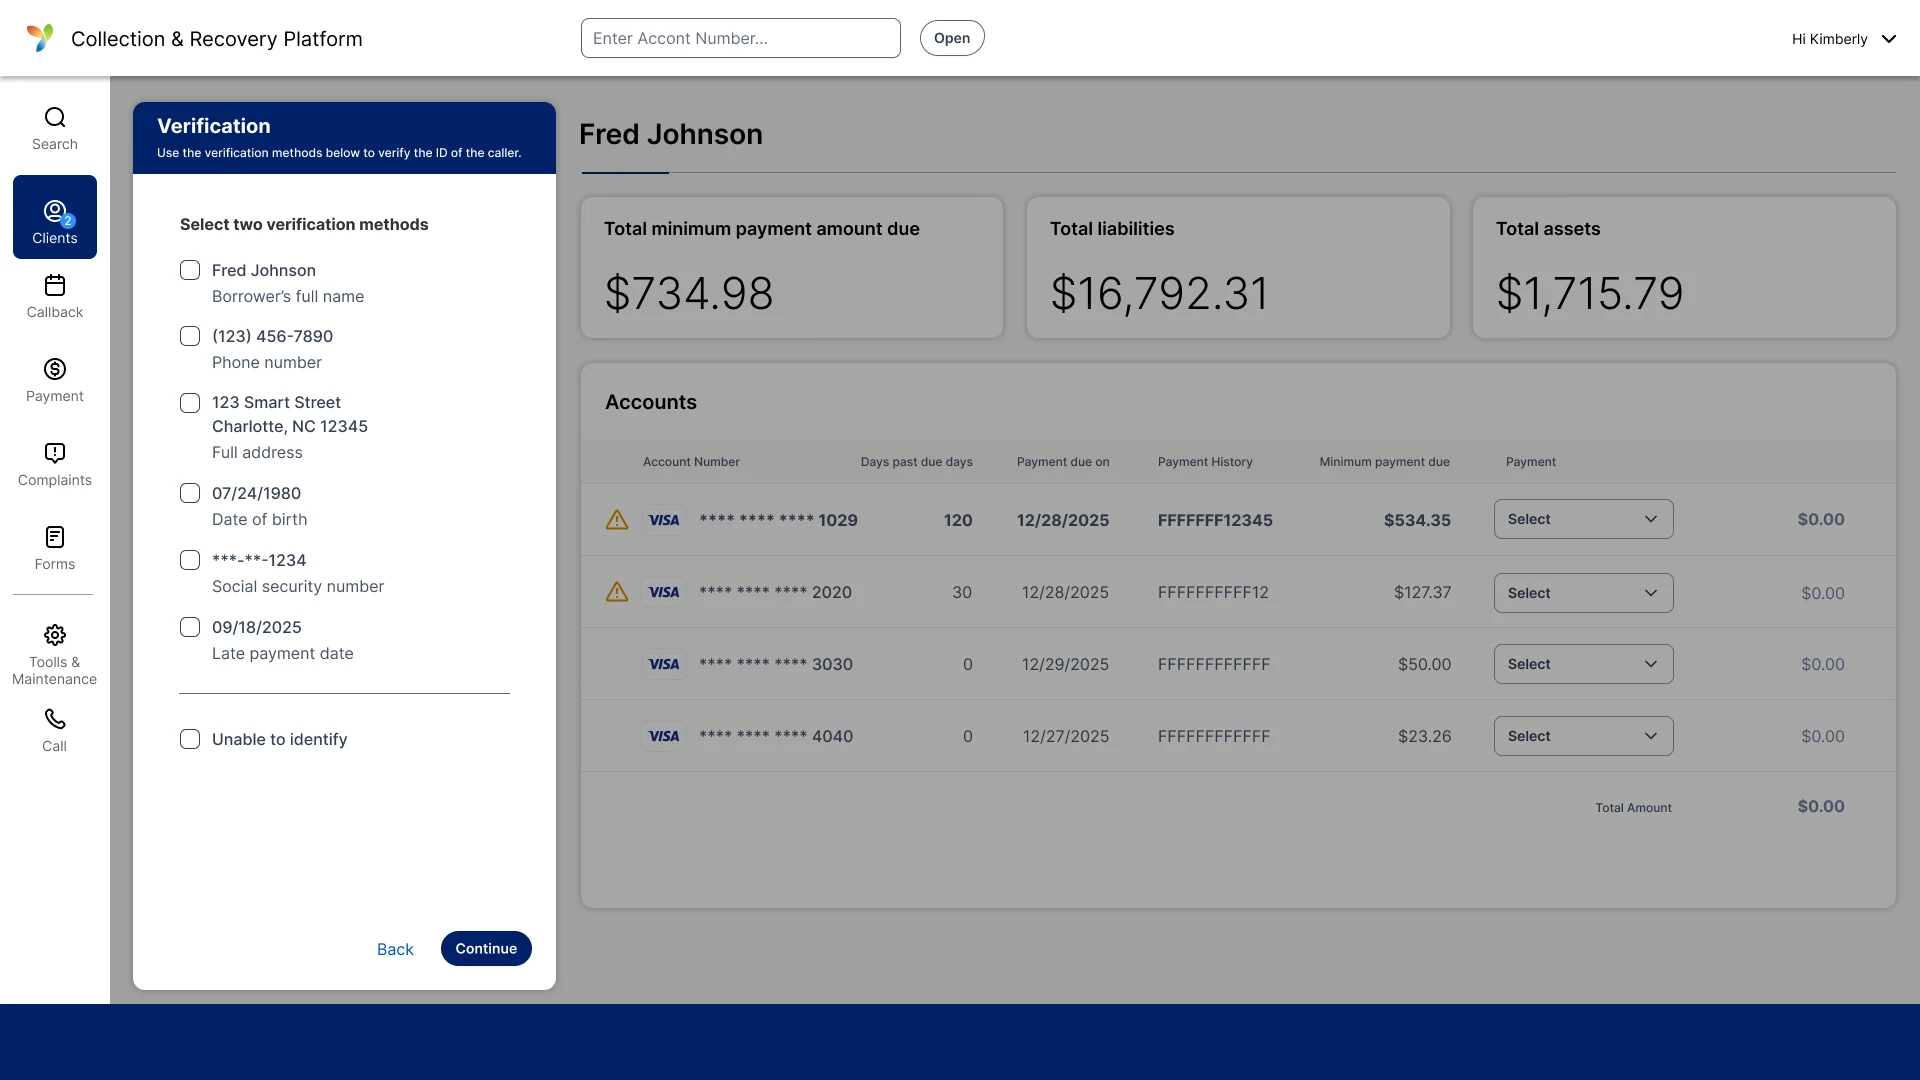 Collection & Recovery Platform
Enter Accont Number...
Open
Hi Kimberly
Search
2
Clients
Callback
Payment
Complaints
Forms
Toolls &
Maintenance
Call
Verification
Use the verification methods below to verify the ID of the caller.
Select two verification methods
Fred Johnson
Borrower’s full name
(123) 456-7890
Phone number
123 Smart Street
Charlotte, NC 12345
Full address
07/24/1980
Date of birth
***-**-1234
Social security number
09/18/2025
Late payment date
Unable to identify
Back
Continue
Fred Johnson
Total minimum payment amount due
$734.98
Total liabilities
$16,792.31
Total assets
$1,715.79
Accounts
Account Number Days past due days Payment due on Payment History Minimum payment due Payment
VISA **** **** **** 1029 120 12/28/2025 FFFFFFF12345 $534.35 Select $0.00
VISA **** **** **** 2020 30 12/28/2025 FFFFFFFFFF12 $127.37 Select $0.00
VISA **** **** **** 3030 0 12/29/2025 FFFFFFFFFFFF $50.00 Select $0.00
VISA **** **** **** 4040 0 12/27/2025 FFFFFFFFFFFF $23.26 Select $0.00
Total Amount $0.00